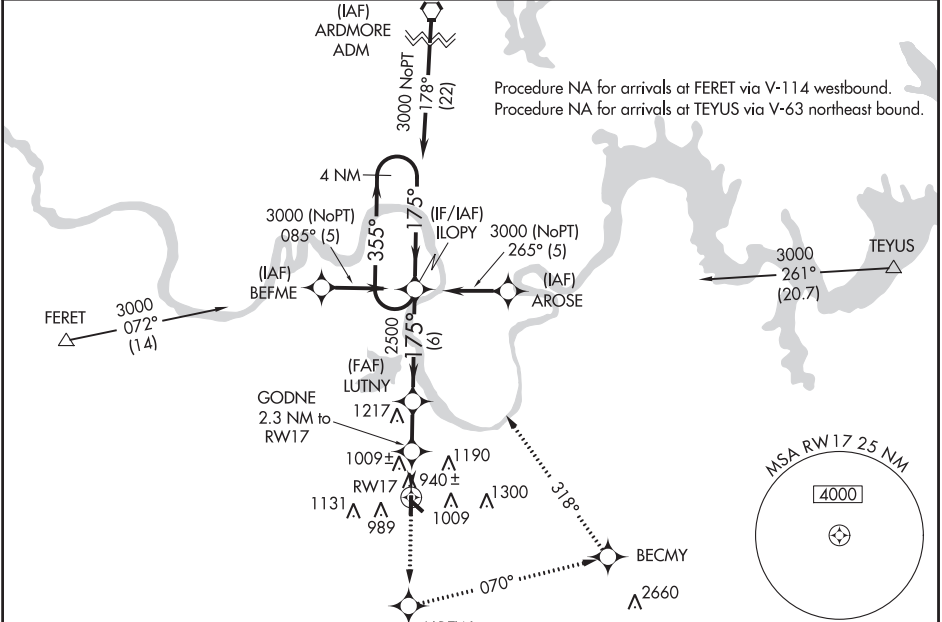 (IAF)
ARDMORE
ADM
3000 NoPT
178°
(22)
Procedure NA for arrivals at FERET via V-114 westbound.
Procedure NA for arrivals at TEYUS via V-63 northeast bound.
4 NM
355°
175°
(IF/IAF)
ILOPY
3000 (NoPT)
085° (5)
3000 (NoPT)
265° (5)
(IAF)
BEFME
(IAF)
AROSE
TEYUS
3000
261°
(20.7)
FERET
3000
072°
(14)
2500
175°
(6)
(FAF)
LUTNY
1217
GODNE
2.3 NM to
RW17
1009±
1190
RW17
940±
1131
989
1009
1300
318°
BECMY
070°
2660
MSA RW17 25 NM
4000